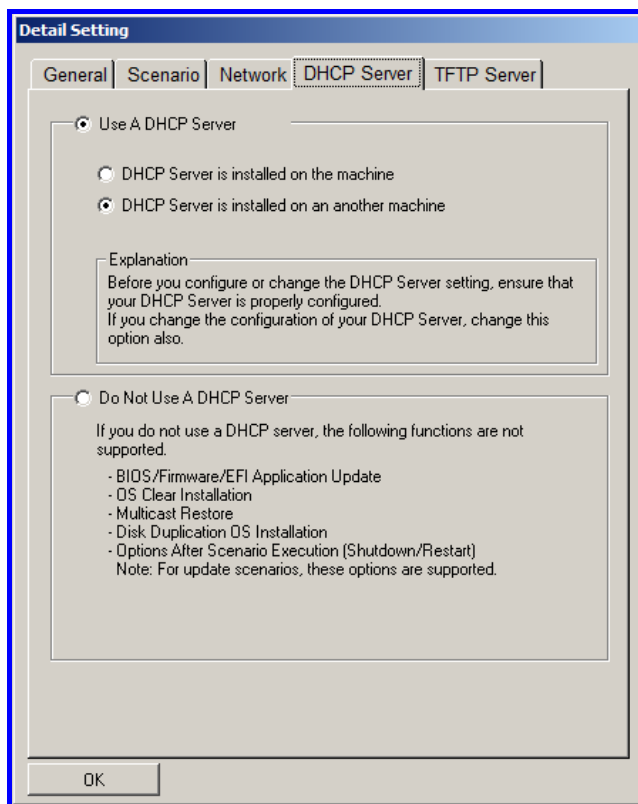 Detail Setting
General Scenario Network DHCP Server TFTP Server
Use A DHCP Server
DHCP Server is installed on the machine
DHCP Server is installed on an another machine
Explanation
Before you configure or change the DHCP Server setting, ensure that
your DHCP Server is properly configured.
If you change the configuration of your DHCP Server, change this
option also.
Do Not Use A DHCP Server
If you do not use a DHCP server, the following functions are not
supported.
- BIOS/Firmware/EFI Application Update
- OS Clear Installation
- Multicast Restore
- Disk Duplication OS Installation
- Options After Scenario Execution (Shutdown/Restart)
Note: For update scenarios, these options are supported.
OK